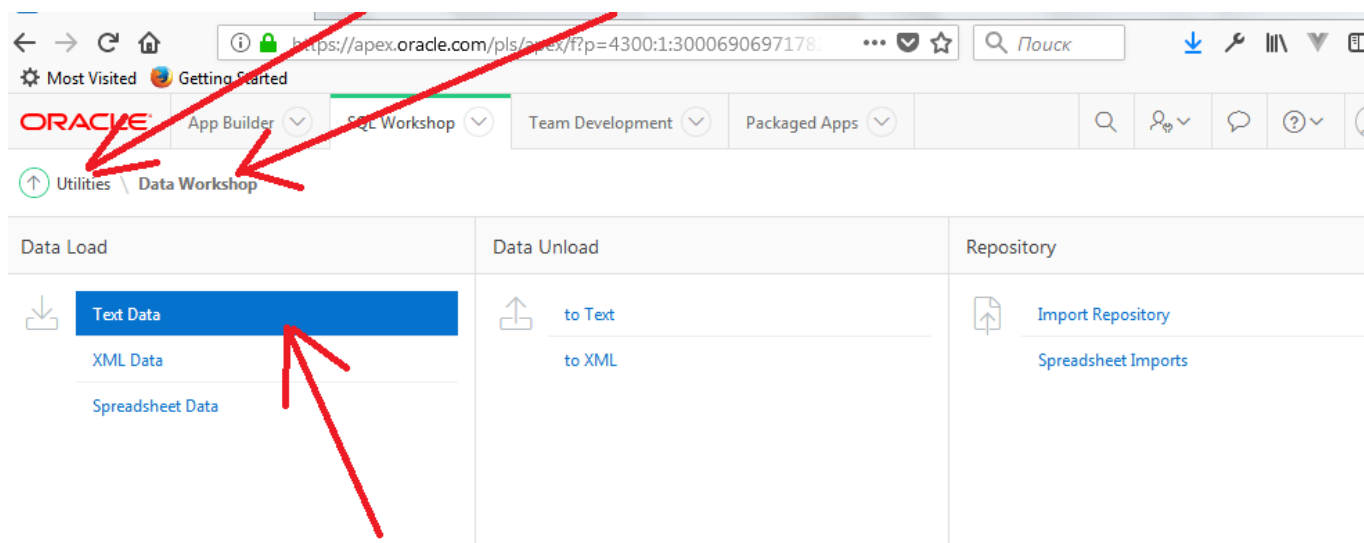 https://apex.oracle.com/pls/apex/f?p=4300:1:30006906971782
Поиск
Most Visited Getting Started
ORACLE App Builder SQL Workshop Team Development Packaged Apps
Utilities \ Data Workshop
Data Load Data Unload Repository
Text Data to Text Import Repository
XML Data to XML Spreadsheet Imports
Spreadsheet Data